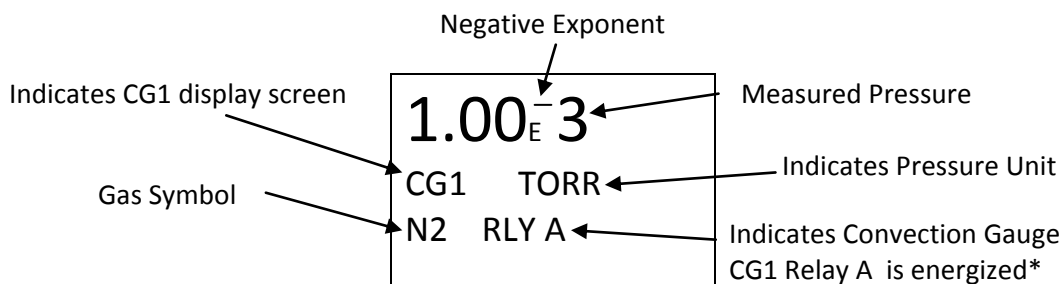 Negative Exponent
Indicates CG1 display screen
1.00E−3
Measured Pressure
CG1 TORR
Indicates Pressure Unit
Gas Symbol
N2 RLY A
Indicates Convection Gauge
CG1 Relay A is energized*